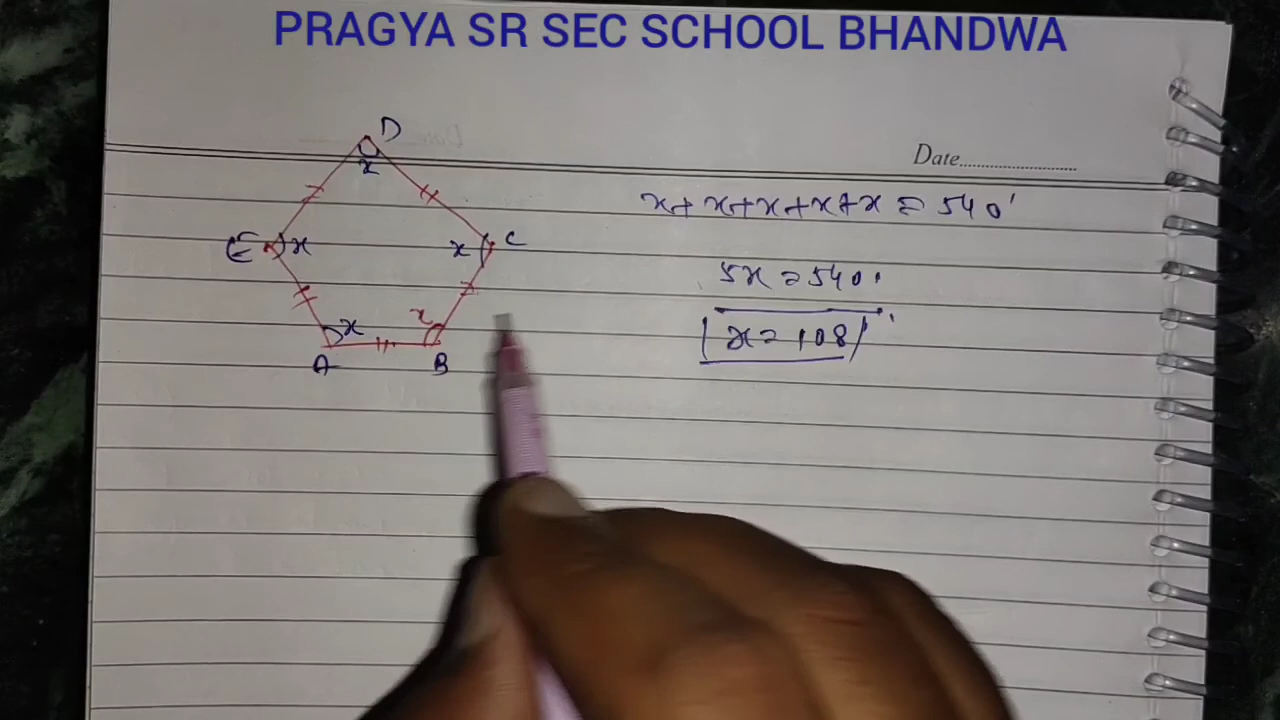 PRAGYA SR SEC SCHOOL BHANDWA
D
Date
x
x + x + x + x + x = 540°
E x
x C
5x = 540°
x x
x = 108°
A B